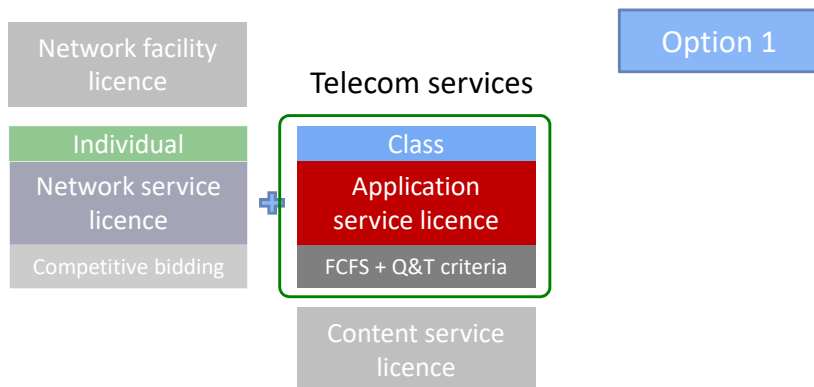 Option 1
Network facility
licence
Telecom services
Individual
Network service
licence
Competitive bidding
Class
Application
service licence
FCFS + Q&T criteria
Content service
licence